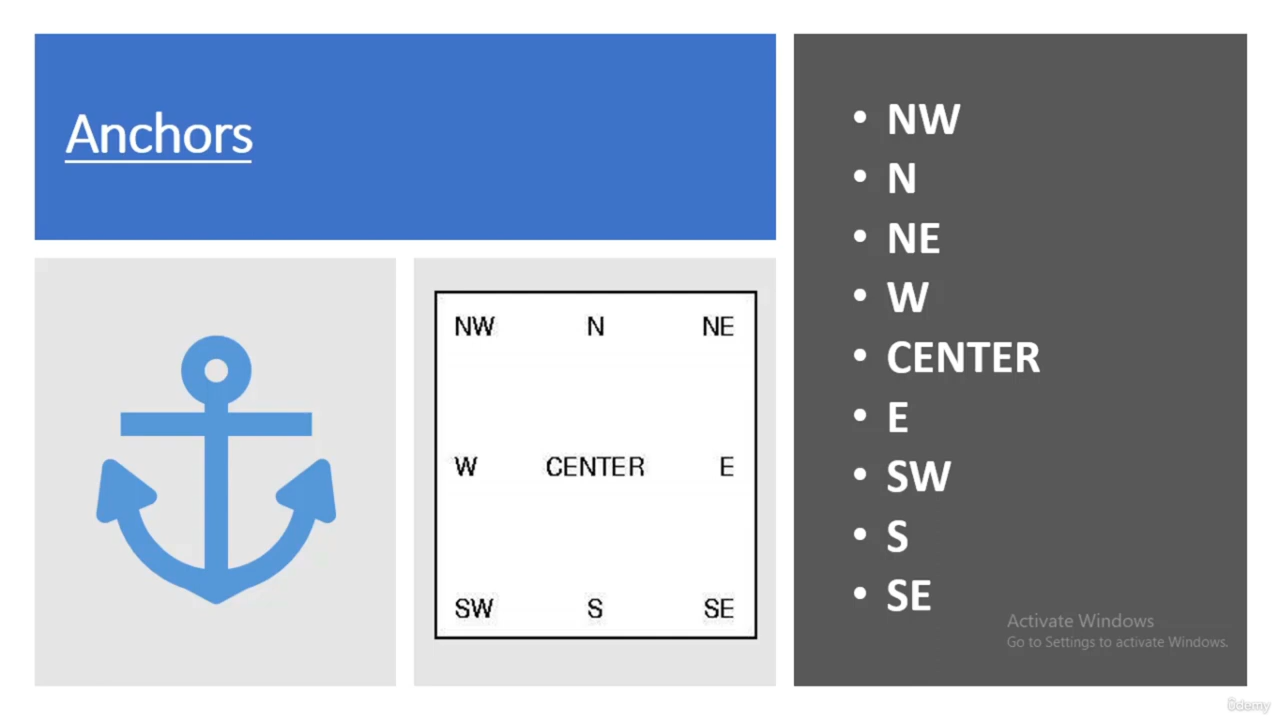 Anchors
NW N NE
W CENTER E
SW S SE
• NW
• N
• NE
• W
• CENTER
• E
• SW
• S
• SE
Activate Windows
Go to Settings to activate Windows.
ûdemy